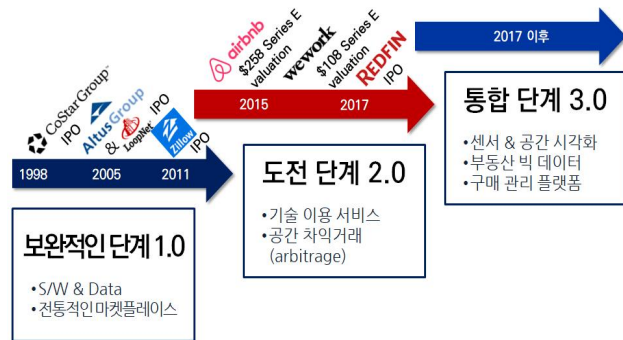 CoStar Group™
IPO
Altus Group
&
LoopNet
IPO
Zillow
IPO
1998
2005
2011
보완적인 단계 1.0
•S/W & Data
•전통적인 마켓플레이스
airbnb
$258 Series E
valuation
wework
$108 Series E
valuation
REDFIN
IPO
2015
2017
도전 단계 2.0
•기술 이용 서비스
•공간 차익거래
(arbitrage)
2017 이후
통합 단계 3.0
•센서 & 공간 시각화
•부동산 빅 데이터
•구매 관리 플랫폼